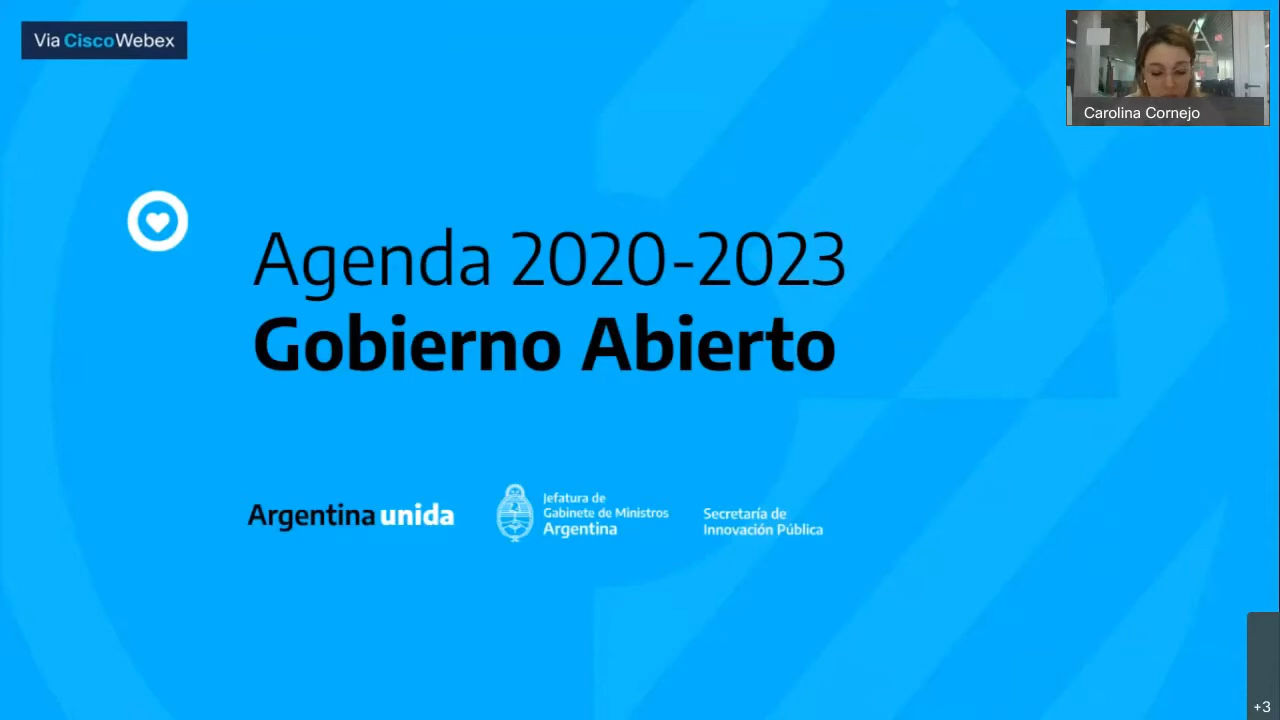 Via CiscoWebex
Carolina Cornejo
Agenda 2020-2023
Gobierno Abierto
Argentina unida
Jefatura de
Gabinete de Ministros
Argentina
Secretaría de
Innovación Pública
+3